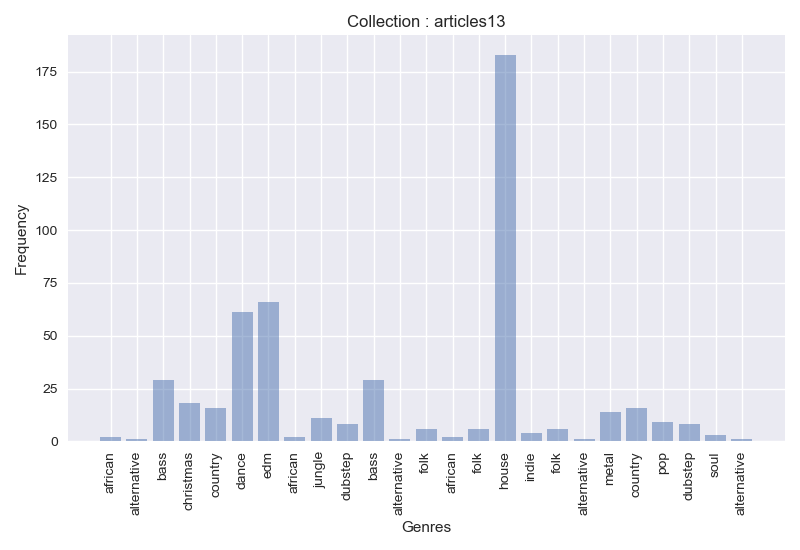 Collection : articles13
Frequency
175
150
125
100
75
50
25
0
african
alternative
bass
christmas
country
dance
edm
african
jungle
dubstep
bass
alternative
folk
african
folk
house
indie
folk
alternative
metal
country
pop
dubstep
soul
alternative
Genres